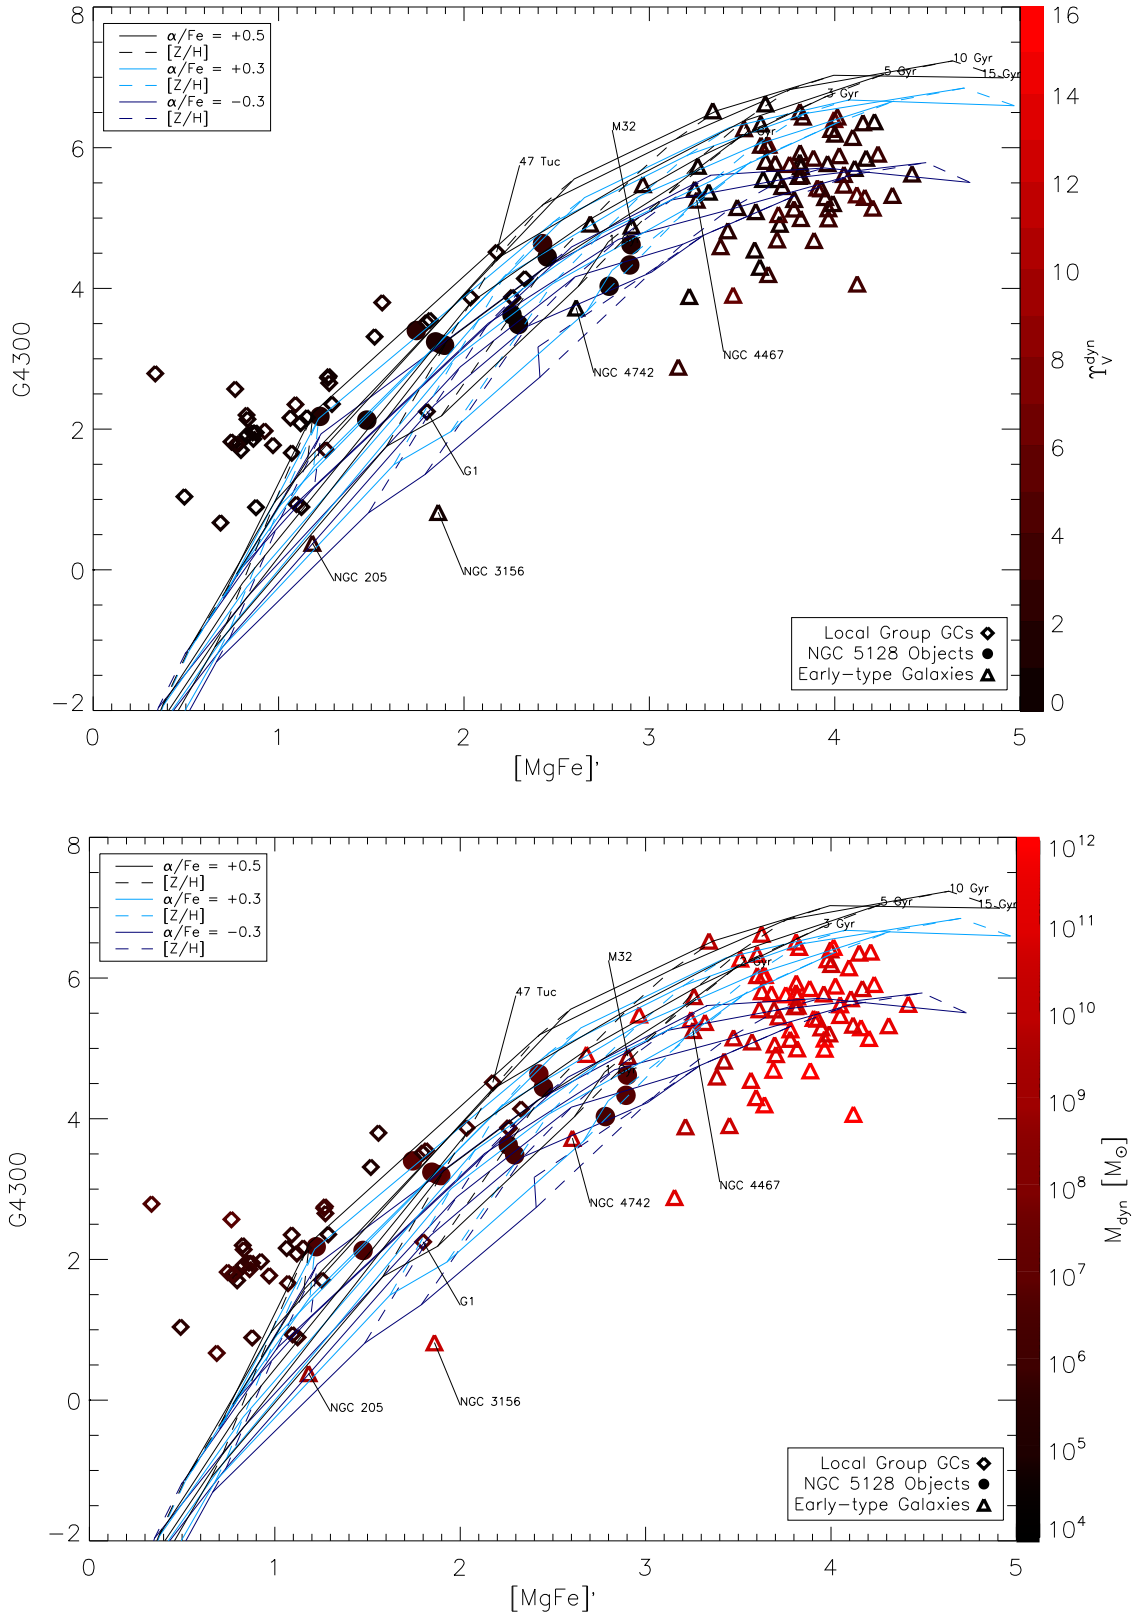 8
6
4
2
0
−2
G4300
α/Fe = +0.5
[Z/H]
α/Fe = +0.3
[Z/H]
α/Fe = −0.3
[Z/H]
10 Gyr
5 Gyr
15 Gyr
3 Gyr
M32
47 Tuc
NGC 4467
NGC 4742
G1
NGC 3156
NGC 205
Local Group GCs
NGC 5128 Objects
Early−type Galaxies
0 1 2 3 4 5
[MgFe]'
16
14
12
10
8
6
4
2
0
ϒ_V^dyn
8
6
4
2
0
−2
G4300
α/Fe = +0.5
[Z/H]
α/Fe = +0.3
[Z/H]
α/Fe = −0.3
[Z/H]
10 Gyr
5 Gyr
15 Gyr
3 Gyr
M32
47 Tuc
NGC 4467
NGC 4742
G1
NGC 3156
NGC 205
Local Group GCs
NGC 5128 Objects
Early−type Galaxies
0 1 2 3 4 5
[MgFe]'
10^12
10^11
10^10
10^9
10^8
10^7
10^6
10^5
10^4
M_dyn [M_⊙]